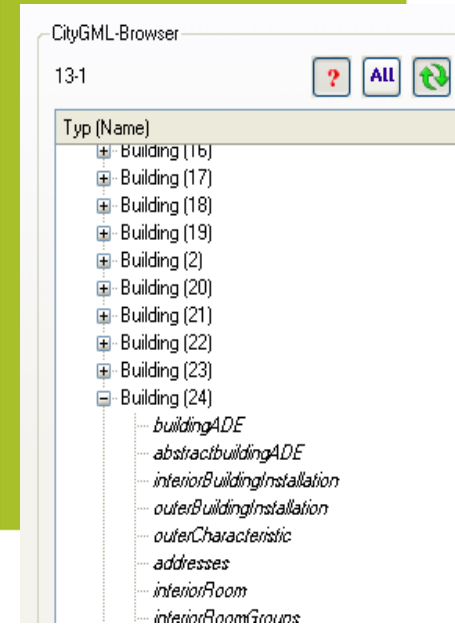 CityGML-Browser
13-1
? All
Typ (Name)
Building (16)
Building (17)
Building (18)
Building (19)
Building (2)
Building (20)
Building (21)
Building (22)
Building (23)
Building (24)
buildingADE
abstractbuildingADE
interiorBuildingInstallation
outerBuildingInstallation
outerCharacteristic
addresses
interiorRoom
interiorRoomGroups